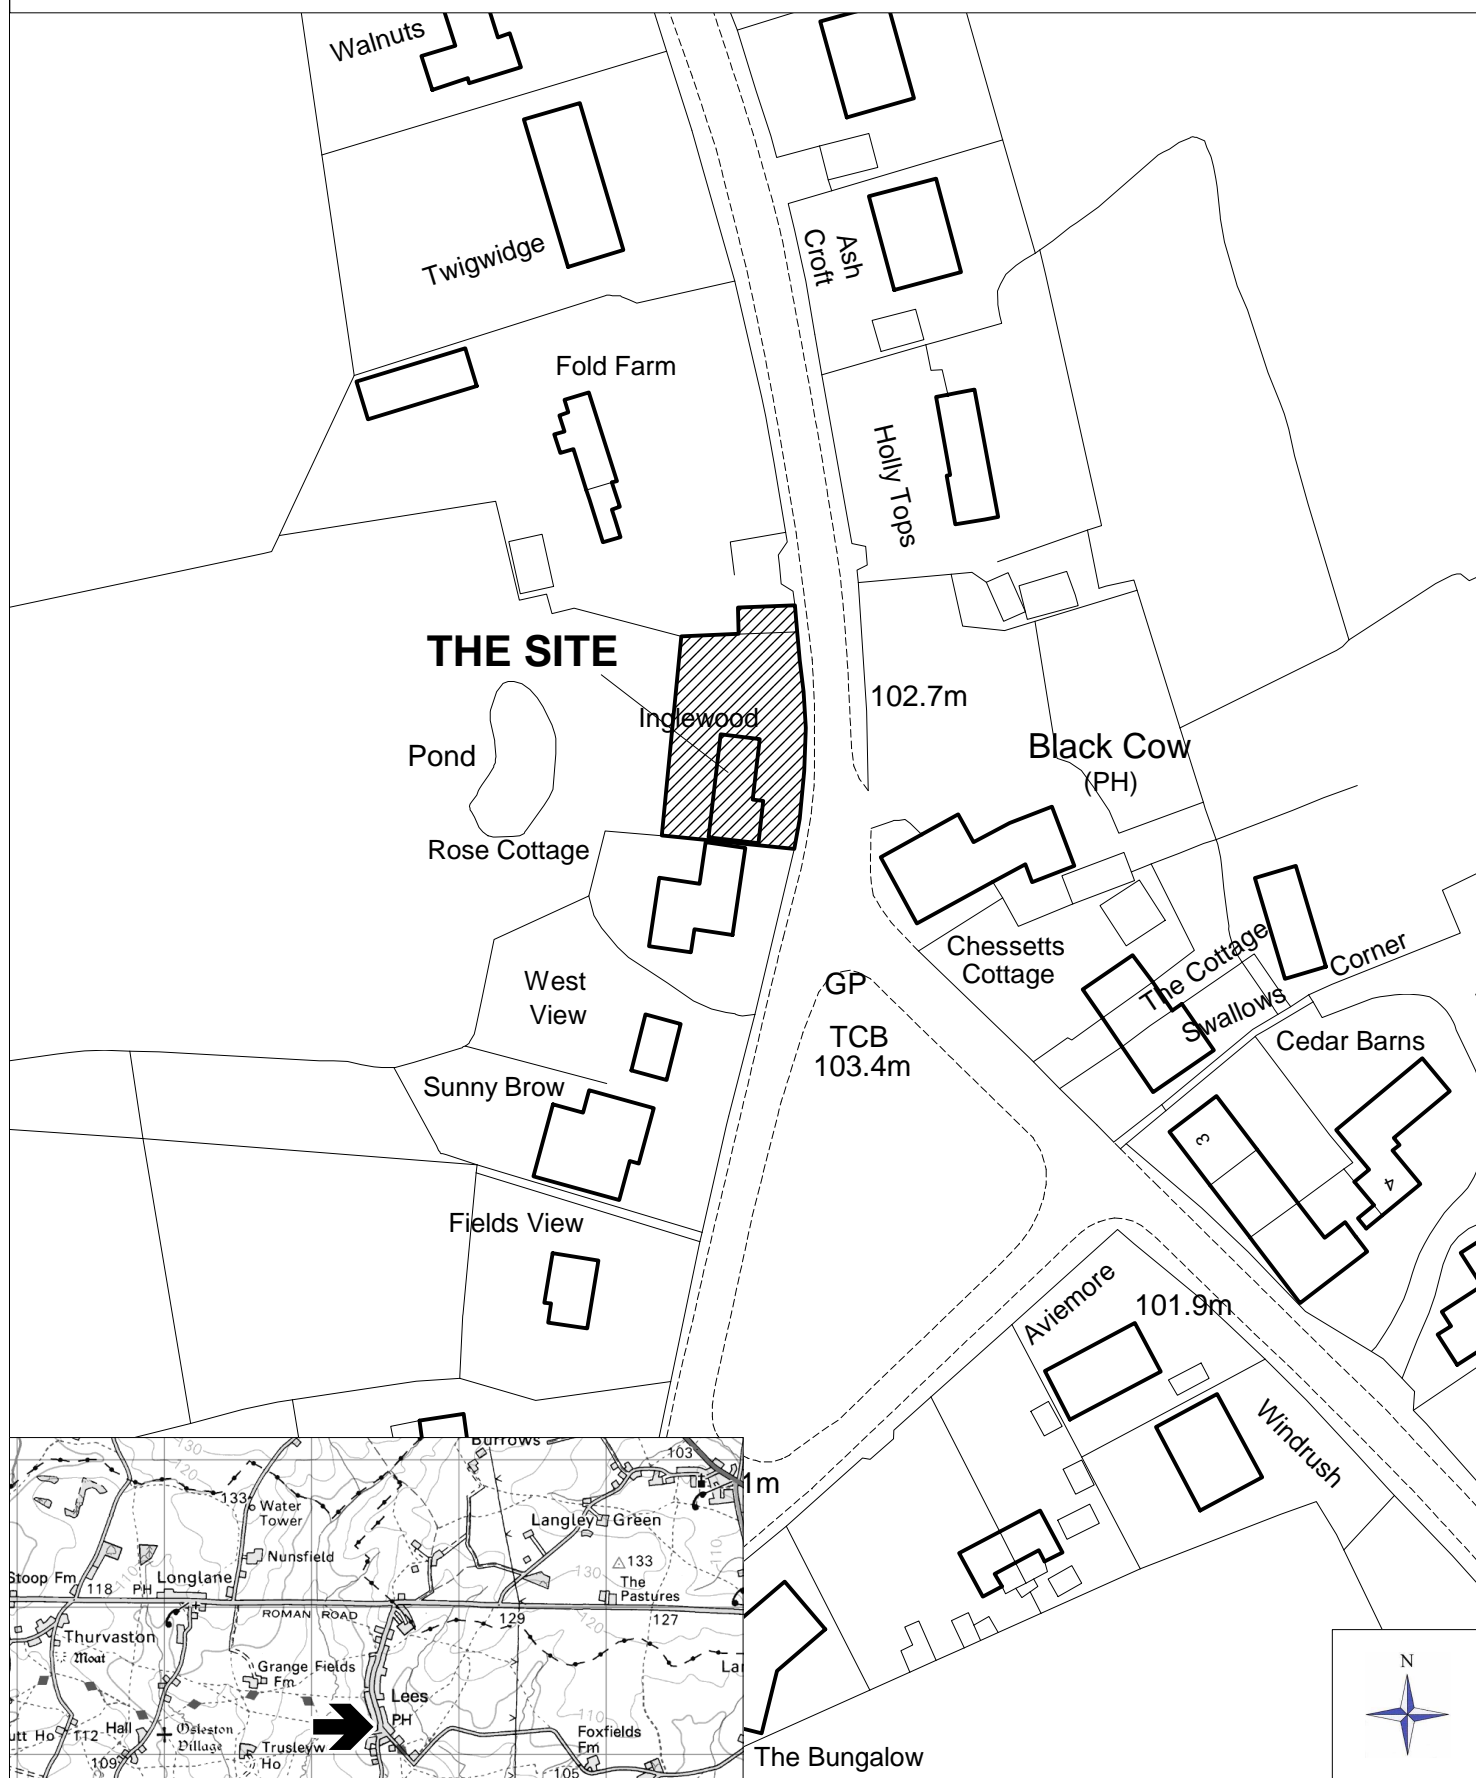 Walnuts
Twigwidge
Ash
Croft
Fold Farm
Holly Tops
THE SITE
Inglewood
102.7m
Pond
Black Cow
(PH)
Rose Cottage
Chessetts
Cottage
The Cottage
Corner
West
View
GP
Swallows
TCB
103.4m
Cedar Barns
Sunny Brow
3
4
Fields View
Aviemore
101.9m
Windrush
1m
Burrows
130
120
103
133
Water
Tower
Langley Green
110
Nunsfield
133
130
The
Pastures
Stoop Fm
118
PH
Longlane
110
ROMAN ROAD
129
120
127
Thurvaston
Moat
Grange Fields
Fm
Lees
PH
Hall
112
109
Osleston
Village
Ho
110
Foxfields
Fm
105
The Bungalow
N